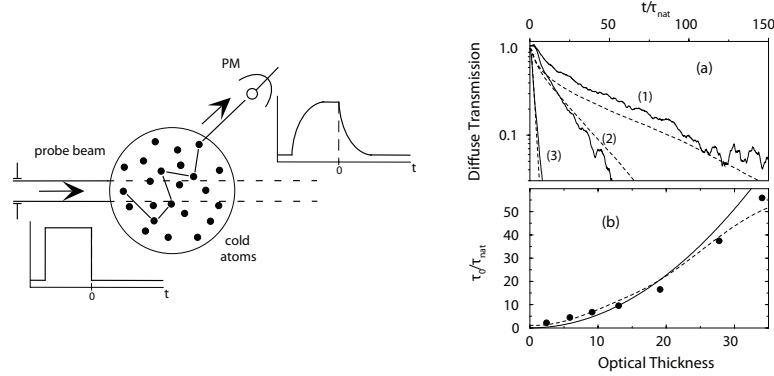 PM
probe beam
cold
atoms
0
t
0
t
t/τnat
0 50 100 150
1.0
0.1
Diffuse Transmission
(a)
(1)
(2)
(3)
50
40
30
20
10
0
τ0/τnat
(b)
0 10 20 30
Optical Thickness